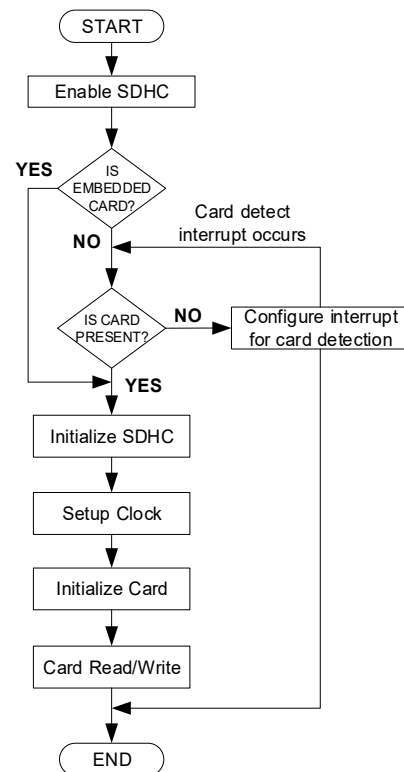 START
Enable SDHC
YES
IS
EMBEDDED
CARD?
NO
Card detect
interrupt occurs
IS CARD
PRESENT?
NO
Configure interrupt
for card detection
YES
Initialize SDHC
Setup Clock
Initialize Card
Card Read/Write
END